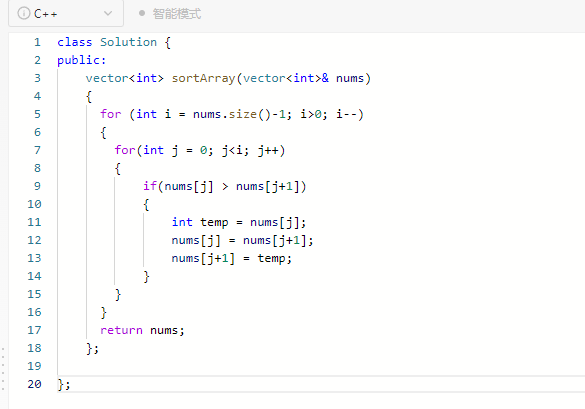 C++ 智能模式
1 class Solution {
2 public:
3 vector<int> sortArray(vector<int>& nums)
4 {
5 for (int i = nums.size()-1; i>0; i--)
6 {
7 for(int j = 0; j<i; j++)
8 {
9 if(nums[j] > nums[j+1])
10 {
11 int temp = nums[j];
12 nums[j] = nums[j+1];
13 nums[j+1] = temp;
14 }
15 }
16 }
17 return nums;
18 };
19
20 };